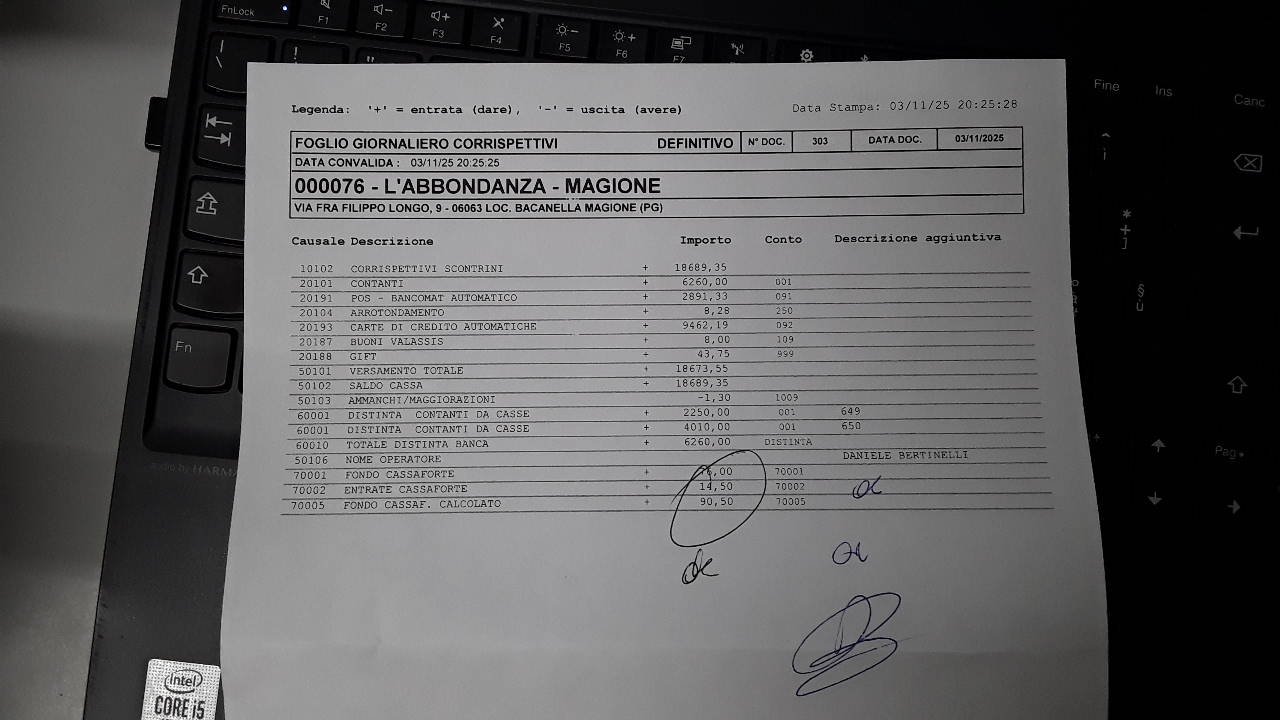 FnLock F1 F2 F3 F4 F5 F6 F7
Fine Ins Canc
Legenda: '+' = entrata (dare), '-' = uscita (avere) Data Stampa: 03/11/25 20:25:28
FOGLIO GIORNALIERO CORRISPETTIVI DEFINITIVO N° DOC. 303 DATA DOC. 03/11/2025
DATA CONVALIDA : 03/11/25 20:25:25
000076 - L'ABBONDANZA - MAGIONE
VIA FRA FILIPPO LONGO, 9 - 06063 LOC. BACANELLA MAGIONE (PG)
Causale Descrizione Importo Conto Descrizione aggiuntiva
10102 CORRISPETTIVI SCONTRINI + 18689,35
20101 CONTANTI + 6260,00 001
20191 POS - BANCOMAT AUTOMATICO + 2891,33 091
20104 ARROTONDAMENTO + 8,28 250
20193 CARTE DI CREDITO AUTOMATICHE + 9462,19 092
20187 BUONI VALASSIS + 8,00 109
20188 GIFT + 43,75 999
50101 VERSAMENTO TOTALE + 18673,55
50102 SALDO CASSA + 18689,35
50103 AMMANCHI/MAGGIORAZIONI -1,30 1009
60001 DISTINTA CONTANTI DA CASSE + 2250,00 001 649
60001 DISTINTA CONTANTI DA CASSE + 4010,00 001 650
60010 TOTALE DISTINTA BANCA + 6260,00 DISTINTA
50106 NOME OPERATORE DANIELE BERTINELLI
70001 FONDO CASSAFORTE + 76,00 70001
70002 ENTRATE CASSAFORTE + 14,50 70002
70005 FONDO CASSAF. CALCOLATO + 90,50 70005
Fn
Pag
intel
CORE i5